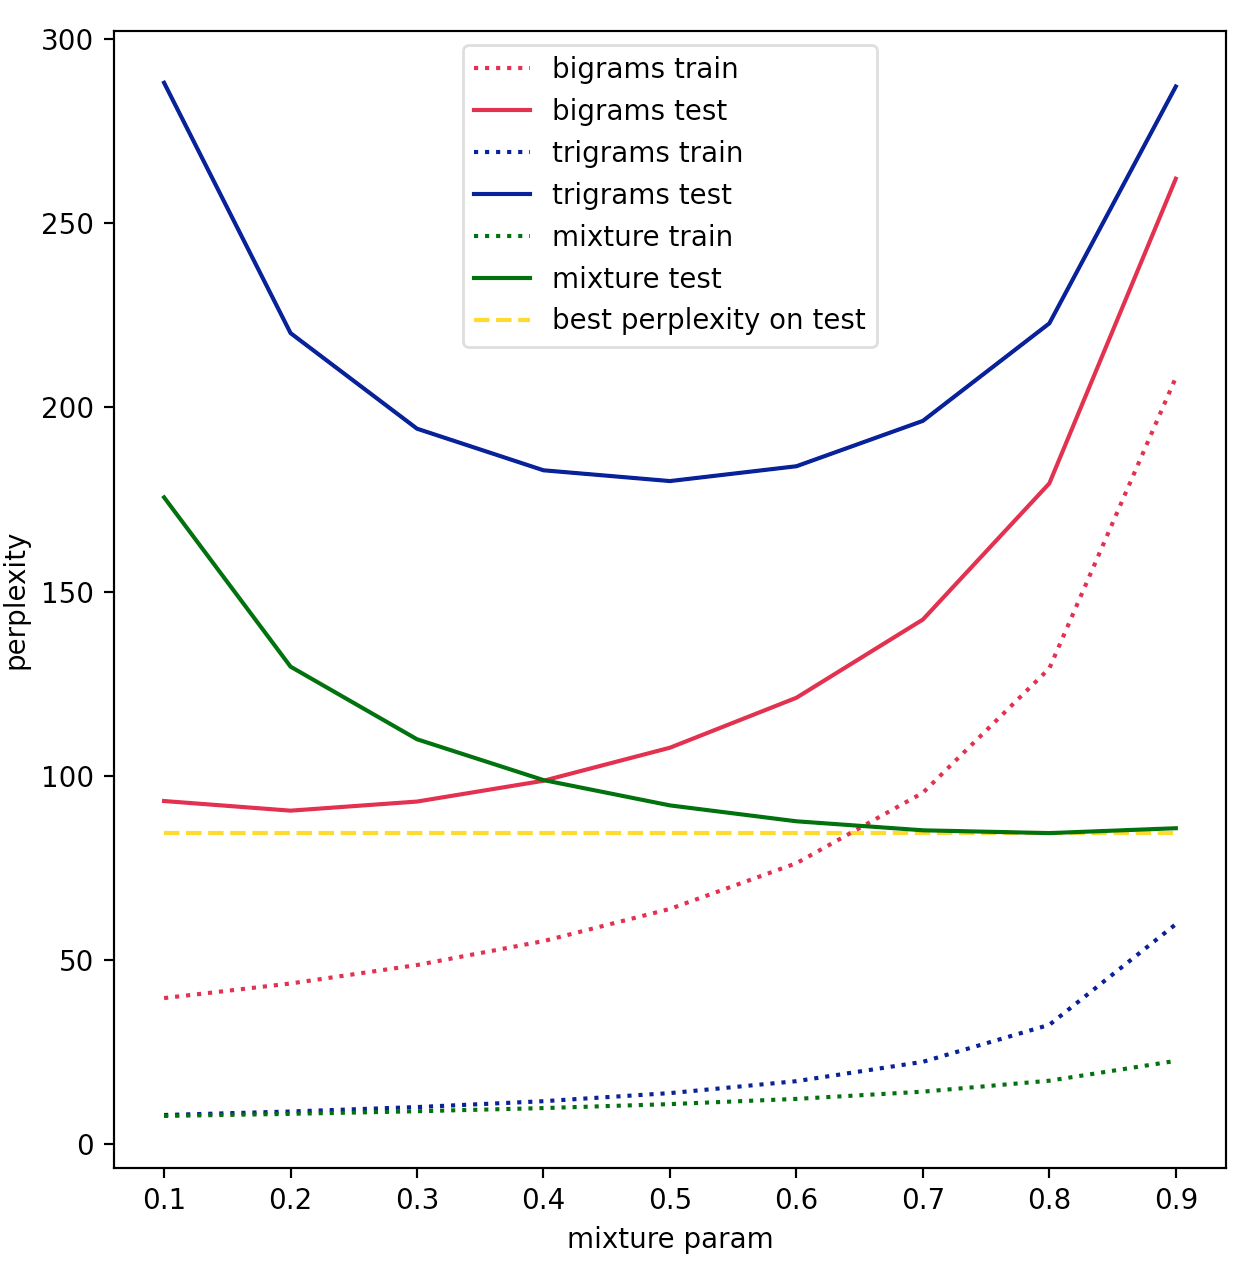 300
250
200
150
100
50
0
perplexity
bigrams train
bigrams test
trigrams train
trigrams test
mixture train
mixture test
best perplexity on test
0.1 0.2 0.3 0.4 0.5 0.6 0.7 0.8 0.9
mixture param